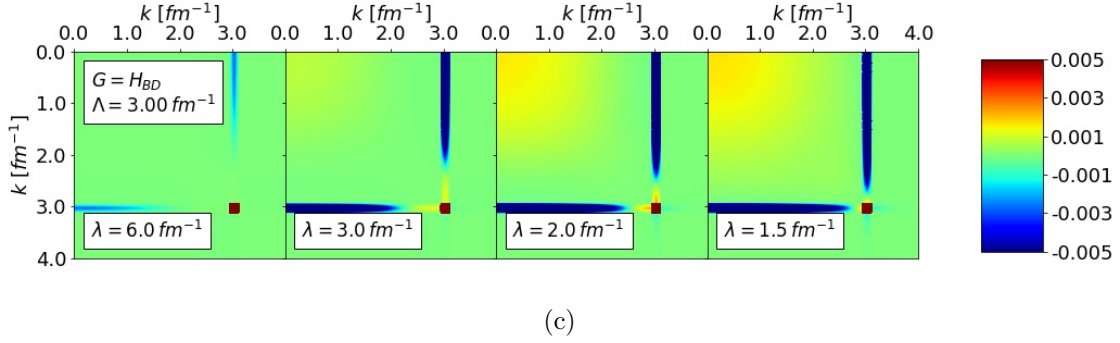 k [fm⁻¹] k [fm⁻¹] k [fm⁻¹] k [fm⁻¹]
0.0 1.0 2.0 3.0 0.0 1.0 2.0 3.0 0.0 1.0 2.0 3.0 0.0 1.0 2.0 3.0 4.0
0.0
1.0
2.0
3.0
4.0
k [fm⁻¹]
G = H_BD
Λ = 3.00 fm⁻¹
λ = 6.0 fm⁻¹
λ = 3.0 fm⁻¹
λ = 2.0 fm⁻¹
λ = 1.5 fm⁻¹
0.005
0.003
0.001
-0.001
-0.003
-0.005
(c)